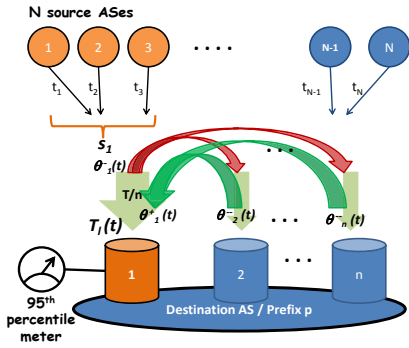 N source ASes
1 2 3 . . . . N-1 N
t1 t2 t3 tN-1 tN
s1
θ-1(t) . . .
T/n
T1(t) θ+1(t) θ-2(t) . . . θ-n(t)
1 2 . . . n
95th
percentile
meter
Destination AS / Prefix p